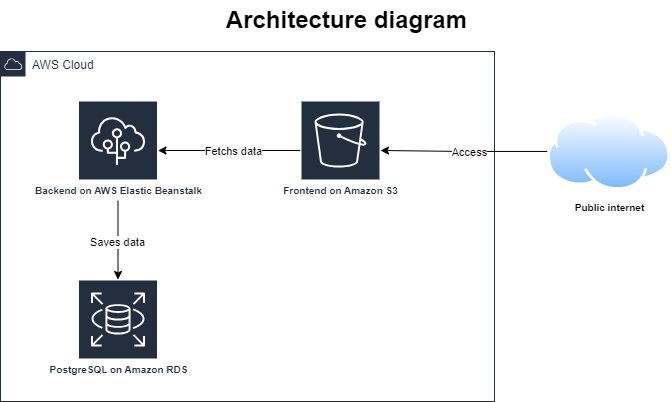 Architecture diagram
AWS Cloud
Fetchs data
Access
Backend on AWS Elastic Beanstalk
Frontend on Amazon S3
Public internet
Saves data
PostgreSQL on Amazon RDS